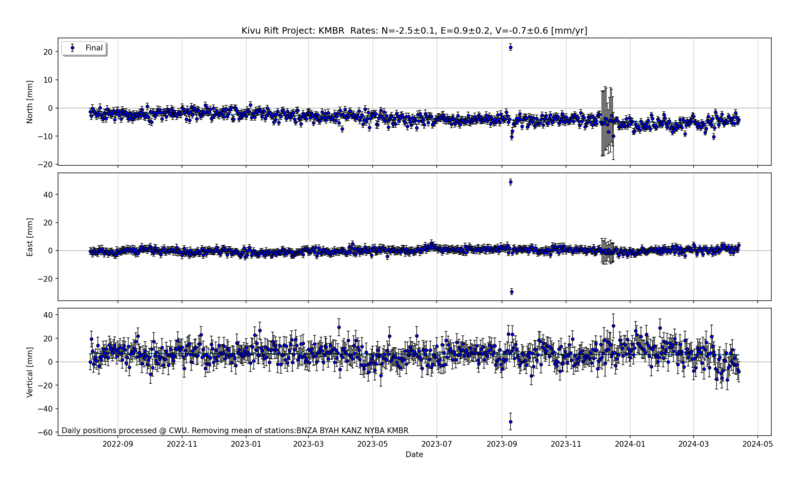 Kivu Rift Project: KMBR  Rates: N=-2.5±0.1, E=0.9±0.2, V=-0.7±0.6 [mm/yr]
Final
North [mm]
20
10
0
−10
−20
East [mm]
40
20
0
−20
Vertical [mm]
40
20
0
−20
−40
−60
Daily positions processed @ CWU. Removing mean of stations:BNZA BYAH KANZ NYBA KMBR
2022-09 2022-11 2023-01 2023-03 2023-05 2023-07 2023-09 2023-11 2024-01 2024-03 2024-05
Date